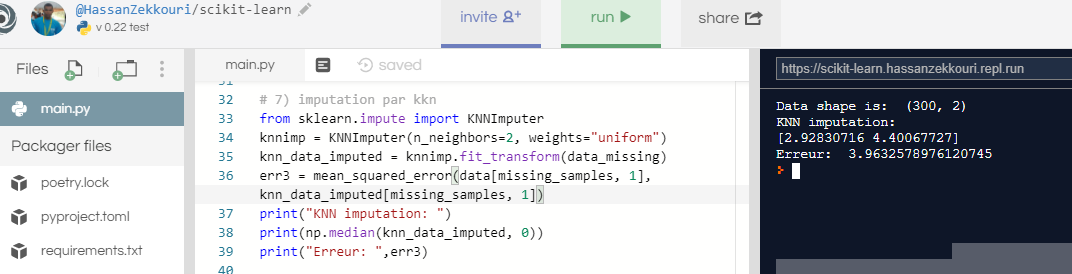 @HassanZekkouri/scikit-learn
v 0.22 test
invite
run
share
Files
main.py
Packager files
poetry.lock
pyproject.toml
requirements.txt
main.py
saved
32 # 7) imputation par kkn
33 from sklearn.impute import KNNImputer
34 knnimp = KNNImputer(n_neighbors=2, weights="uniform")
35 knn_data_imputed = knnimp.fit_transform(data_missing)
36 err3 = mean_squared_error(data[missing_samples, 1],
knn_data_imputed[missing_samples, 1])
37 print("KNN imputation: ")
38 print(np.median(knn_data_imputed, 0))
39 print("Erreur: ",err3)
40
https://scikit-learn.hassanzekkouri.repl.run
Data shape is:  (300, 2)
KNN imputation:
[2.92830716 4.40067727]
Erreur:  3.9632578976120745
>